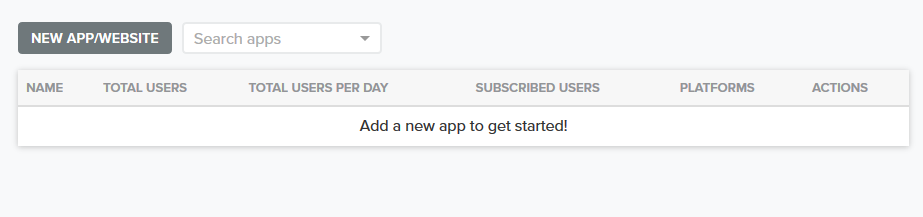 NEW APP/WEBSITE Search apps
NAME TOTAL USERS TOTAL USERS PER DAY SUBSCRIBED USERS PLATFORMS ACTIONS
Add a new app to get started!